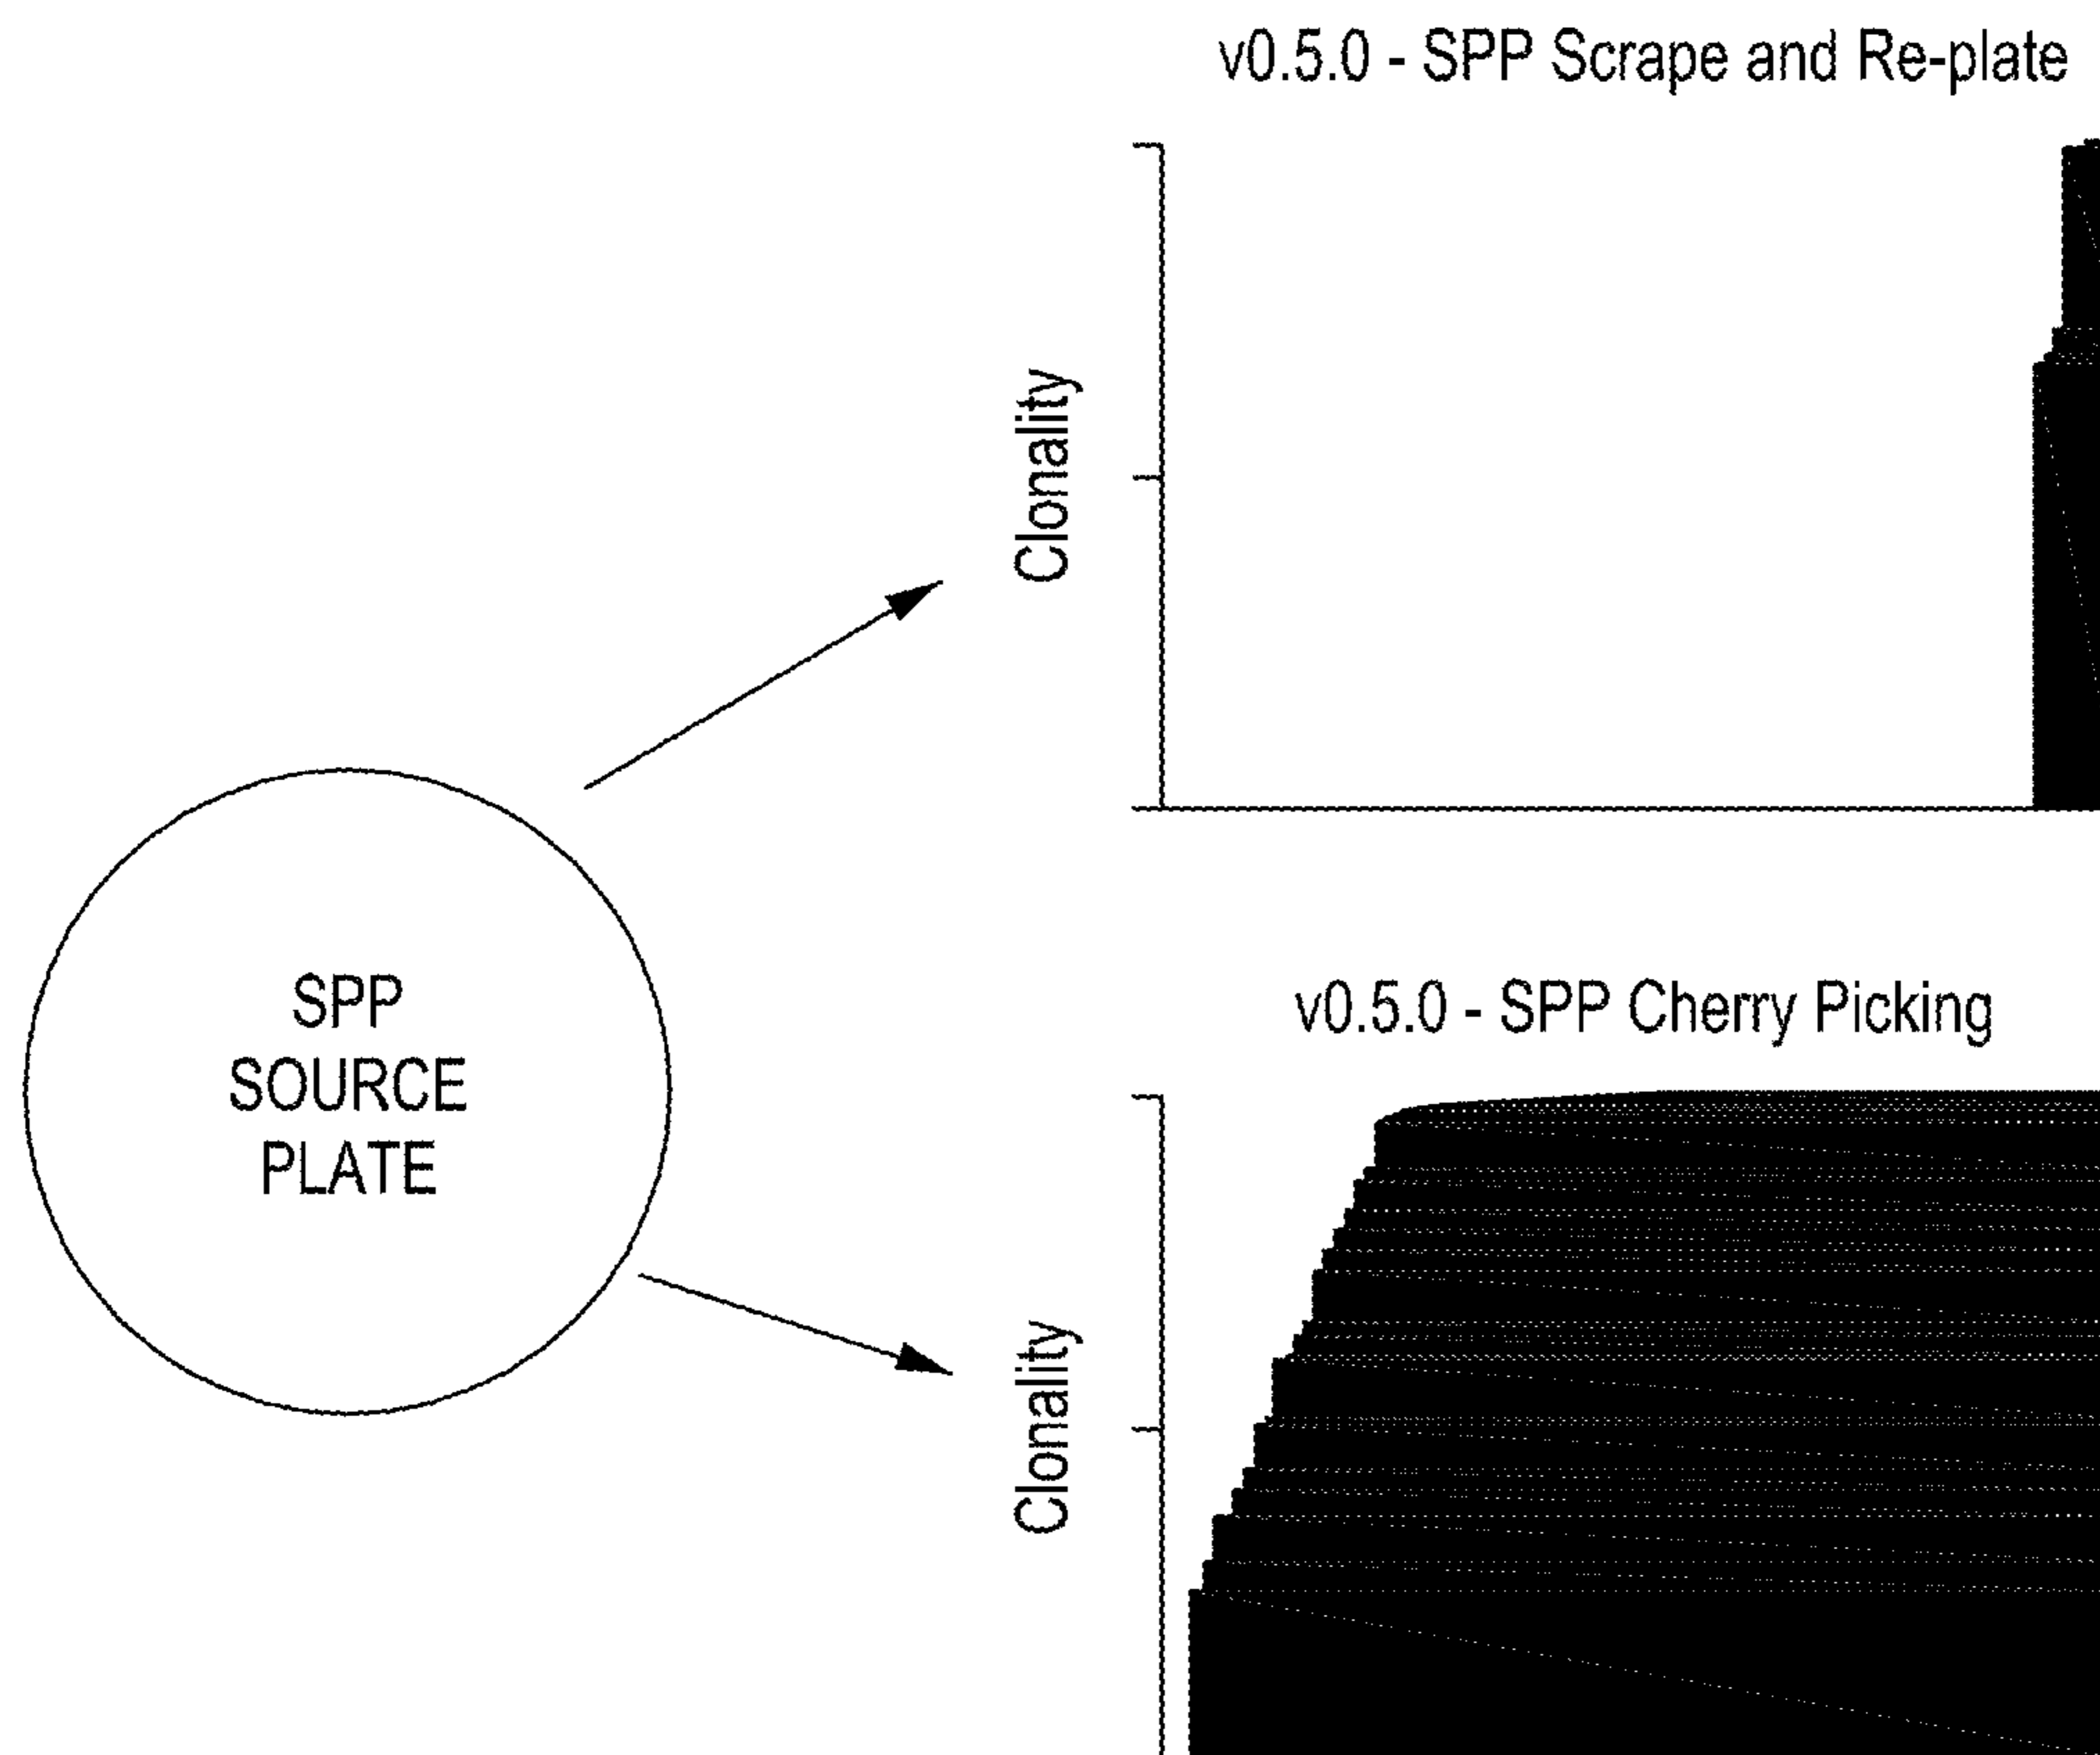 v0.5.0 - SPP Scrape and Re-plate
Clonality
SPP
SOURCE
PLATE
v0.5.0 - SPP Cherry Picking
Clonality